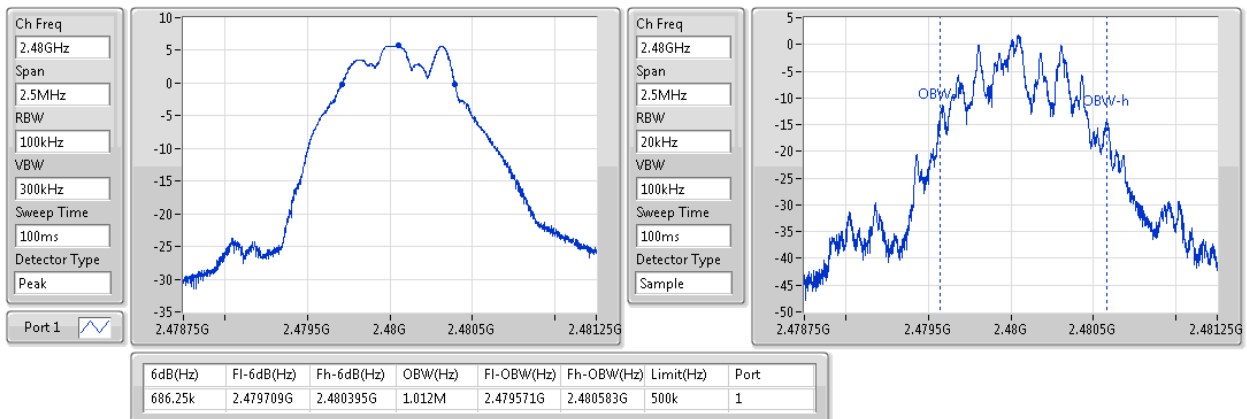 Ch Freq
2.48GHz
Span
2.5MHz
RBW
100kHz
VBW
300kHz
Sweep Time
100ms
Detector Type
Peak
Port 1
10
5
0
-5
-10
-15
-20
-25
-30
-35
2.47875G 2.4795G 2.48G 2.4805G 2.48125G
Ch Freq
2.48GHz
Span
2.5MHz
RBW
20kHz
VBW
100kHz
Sweep Time
100ms
Detector Type
Sample
5
0
-5
-10
-15
-20
-25
-30
-35
-40
-45
-50
OBW
OBW-h
2.47875G 2.4795G 2.48G 2.4805G 2.48125G
6dB(Hz) Fl-6dB(Hz) Fh-6dB(Hz) OBW(Hz) Fl-OBW(Hz) Fh-OBW(Hz) Limit(Hz) Port
686.25k 2.479709G 2.480395G 1.012M 2.479571G 2.480583G 500k 1